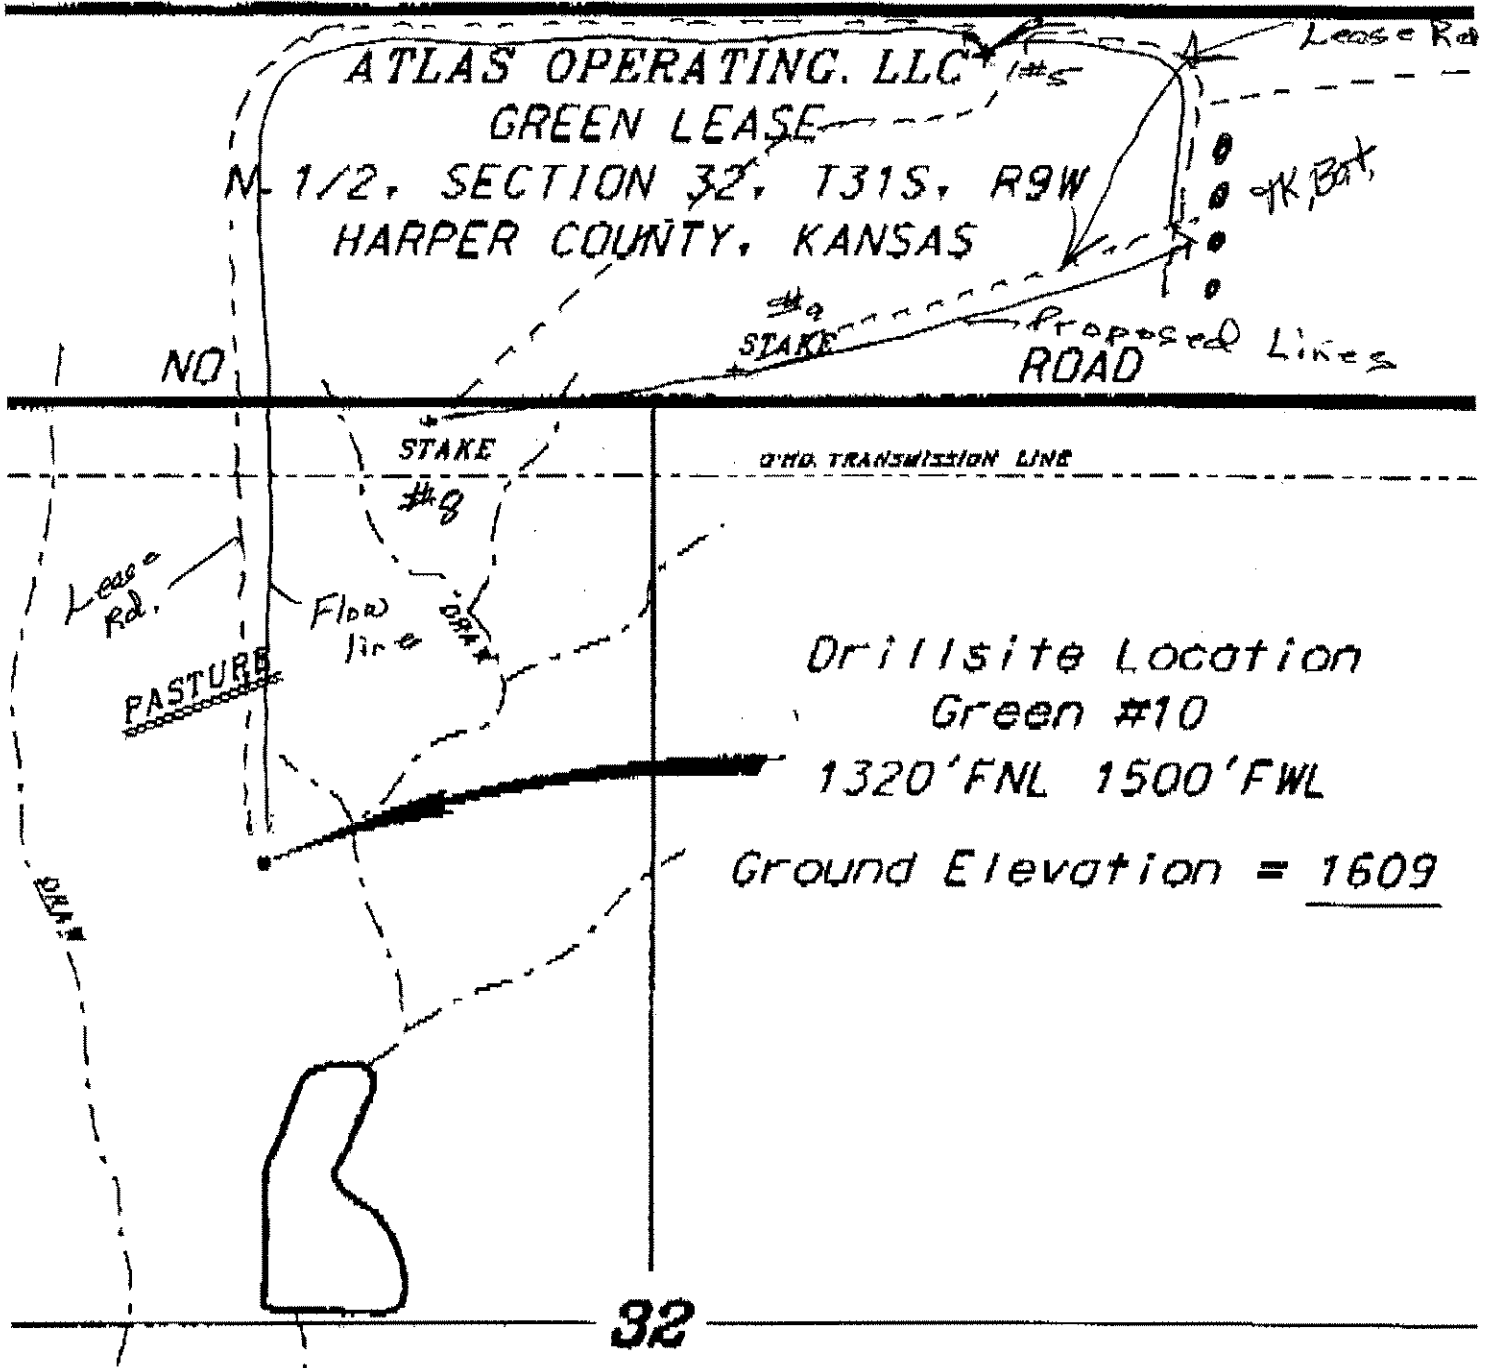 Lease Rd
ATLAS OPERATING. LLC
#5
GREEN LEASE
N. 1/2, SECTION 32, T31S, R9W
TK, Bat,
HARPER COUNTY, KANSAS
#9
STAKE
Proposed Lines
NO ROAD
STAKE
#8
O'HD. TRANSMISSION LINE
Lease
Rd.
Flow
line
DRAW
PASTURE
Drillsite Location
Green #10
1320'FNL 1500'FWL
Ground Elevation = 1609
DRAW
32